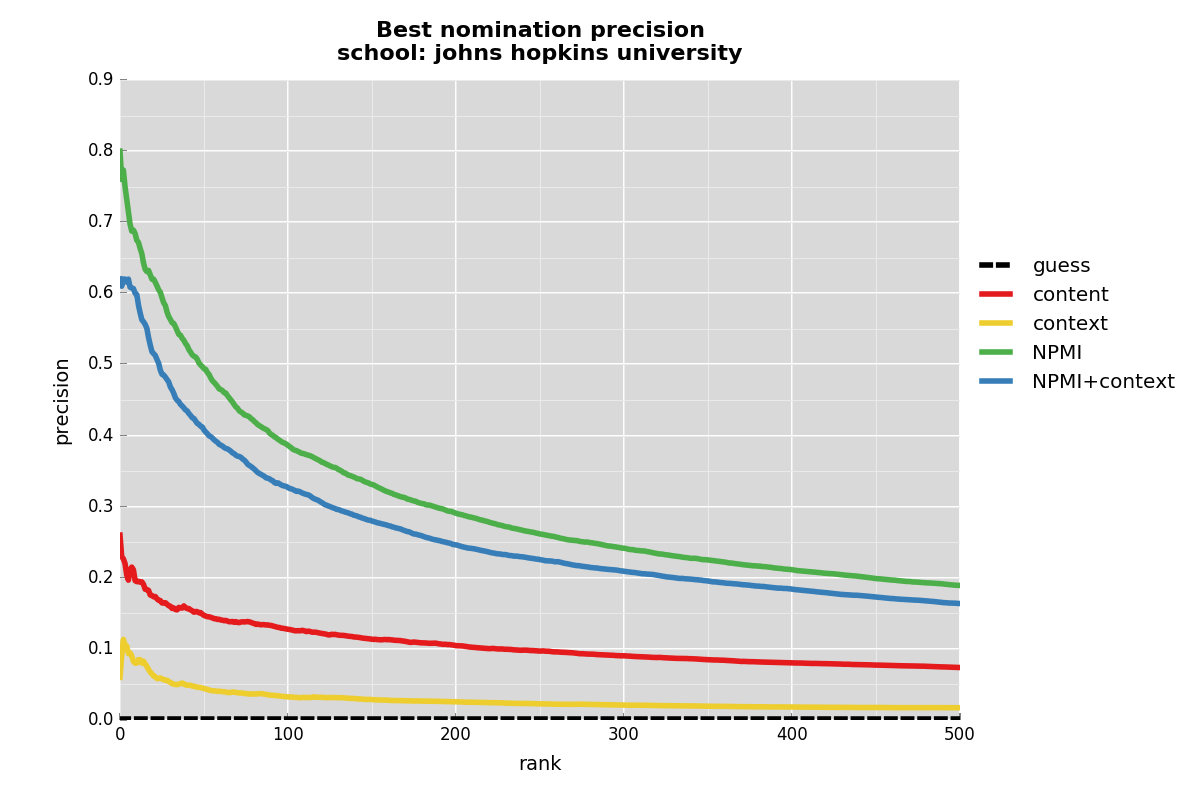 Best nomination precision
school: johns hopkins university
precision
0.9
0.8
0.7
0.6
0.5
0.4
0.3
0.2
0.1
0.0
0 100 200 300 400 500
rank
guess
content
context
NPMI
NPMI+context